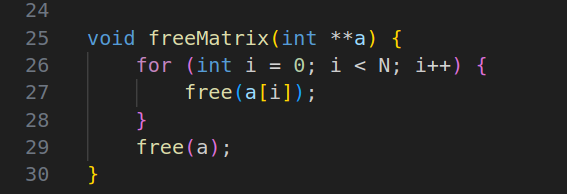 24
25 void freeMatrix(int **a) {
26     for (int i = 0; i < N; i++) {
27         free(a[i]);
28     }
29     free(a);
30 }